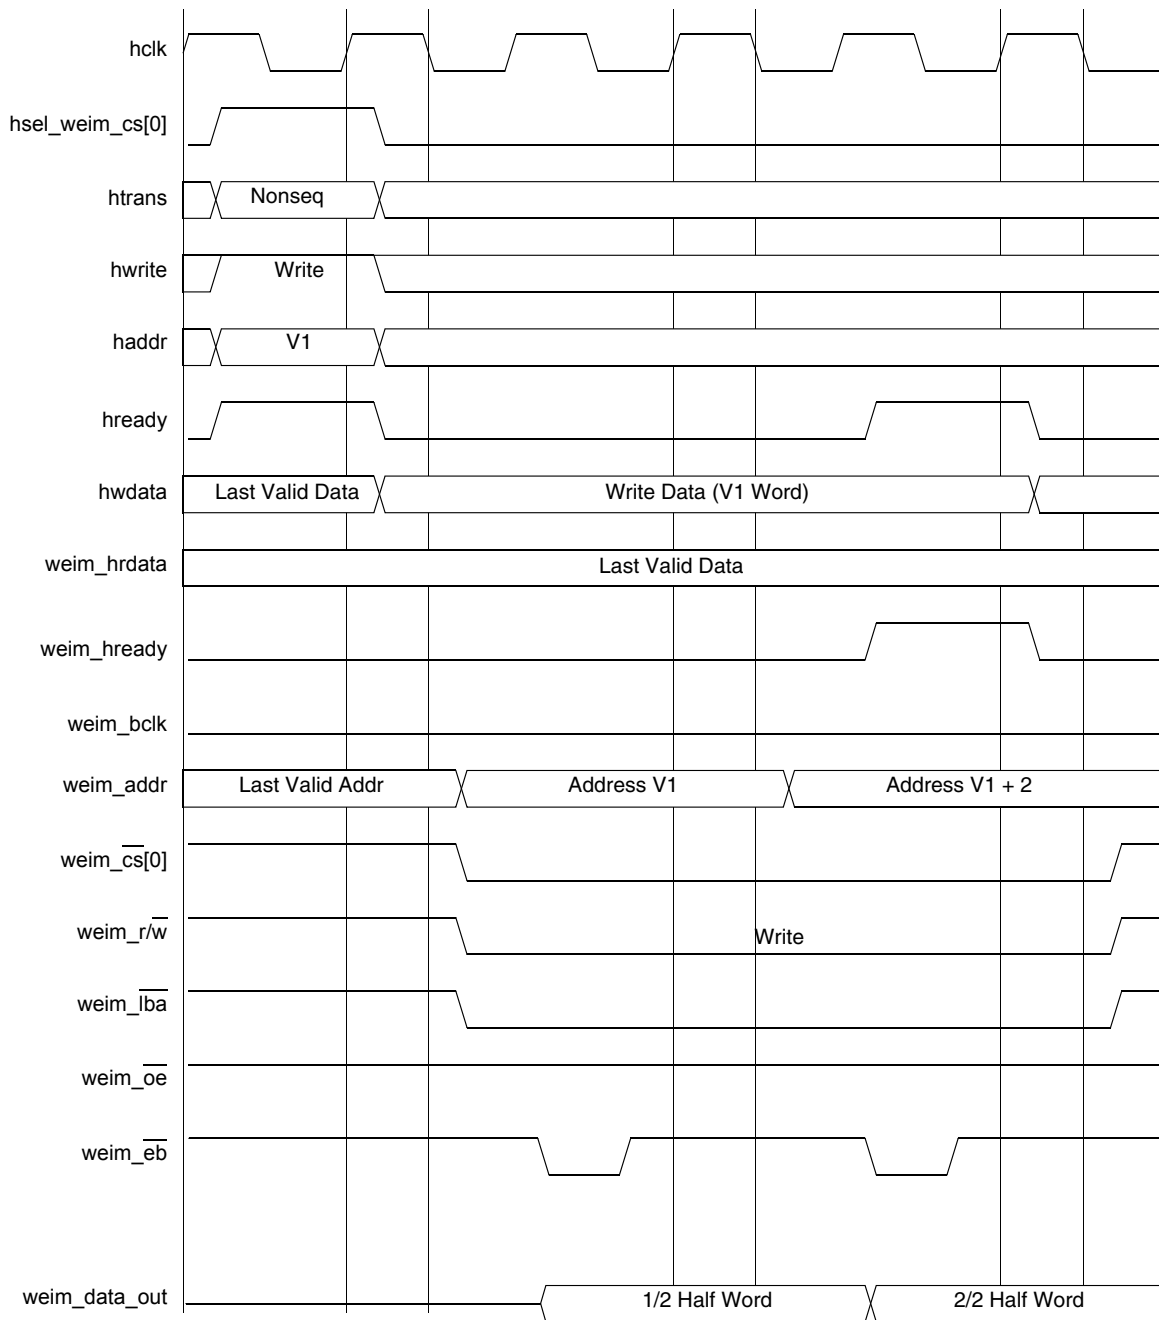 hclk
hsel_weim_cs[0]
htrans Nonseq
hwrite Write
haddr V1
hready
hwdata Last Valid Data Write Data (V1 Word)
weim_hrdata Last Valid Data
weim_hready
weim_bclk
weim_addr Last Valid Addr Address V1 Address V1 + 2
weim_cs[0]
weim_r/w Write
weim_lba
weim_oe
weim_eb
weim_data_out 1/2 Half Word 2/2 Half Word